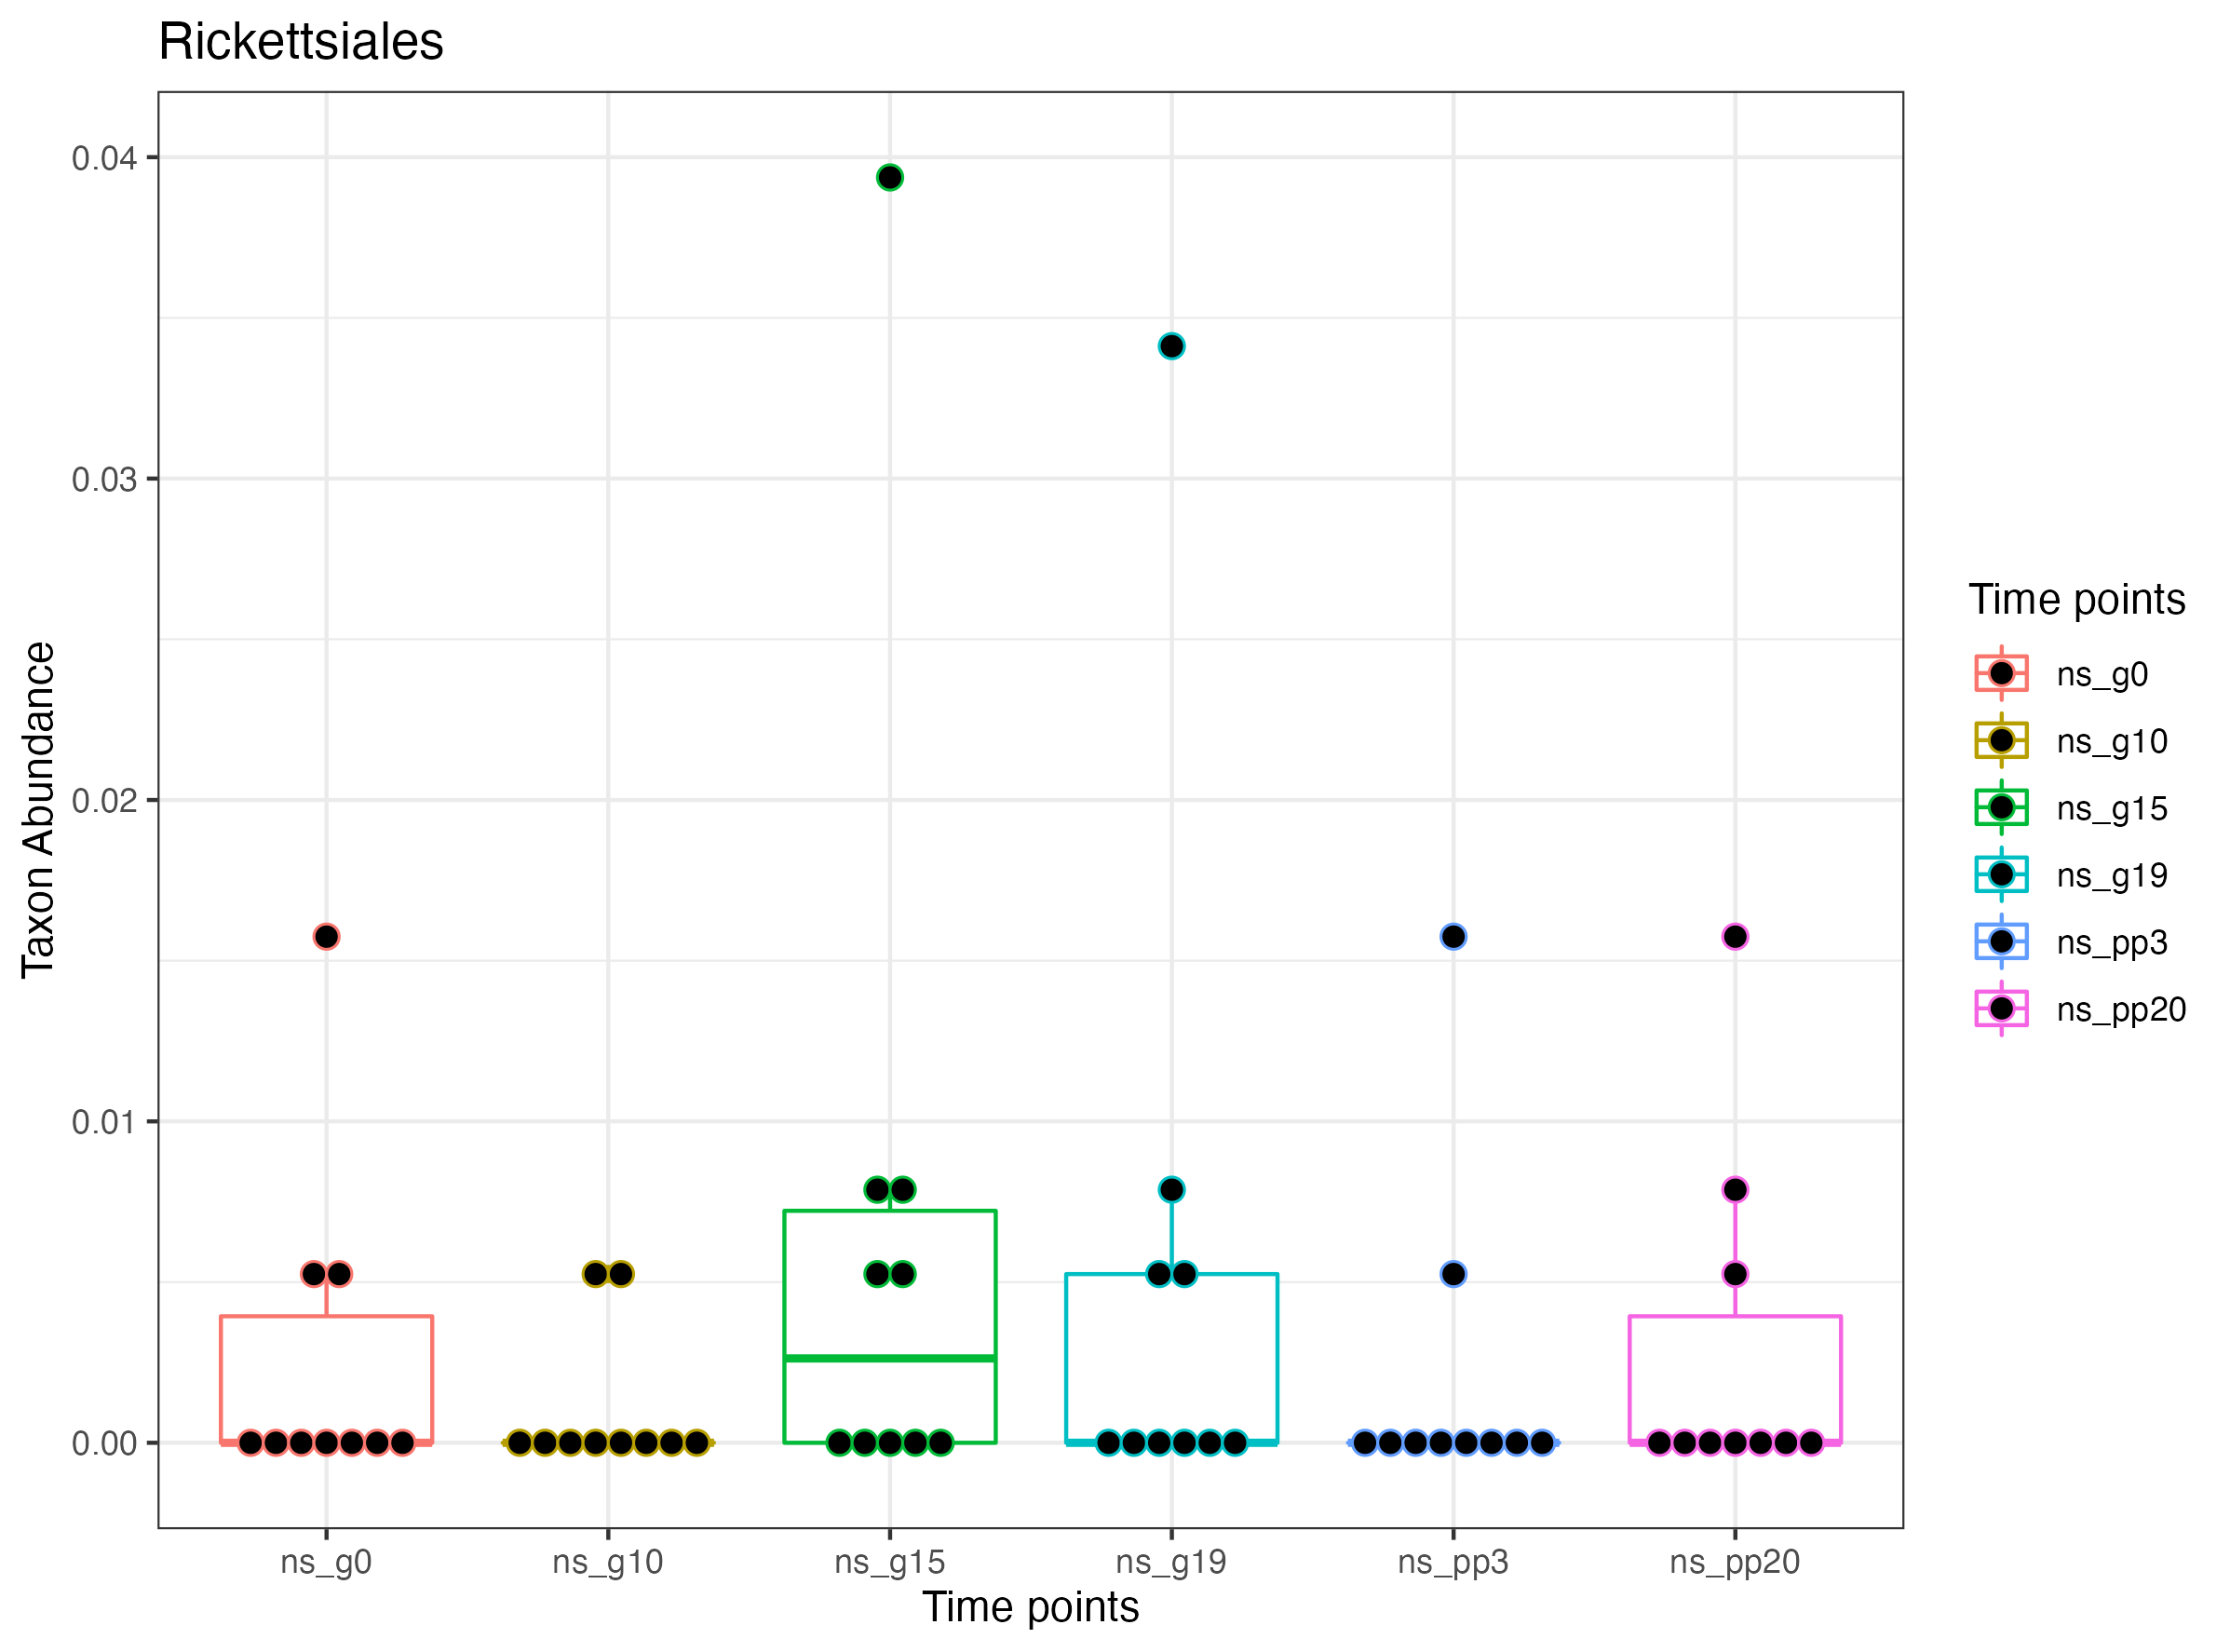 Rickettsiales
Taxon Abundance
0.04
0.03
0.02
0.01
0.00
ns_g0
ns_g10
ns_g15
ns_g19
ns_pp3
ns_pp20
Time points
Time points
ns_g0
ns_g10
ns_g15
ns_g19
ns_pp3
ns_pp20